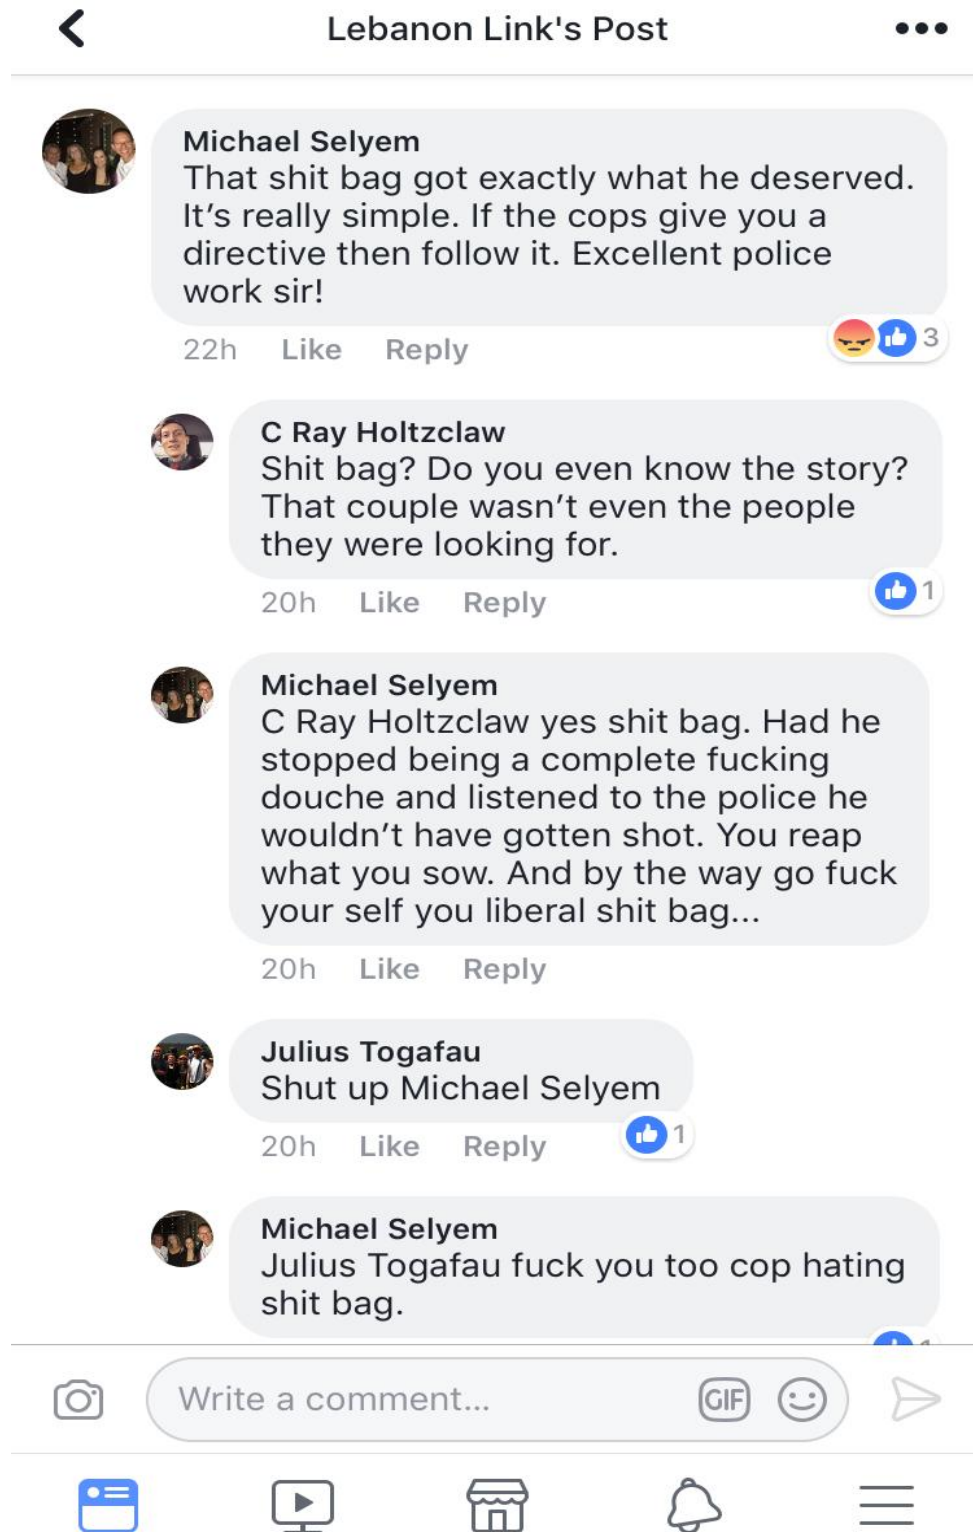 Lebanon Link's Post
Michael Selyem
That shit bag got exactly what he deserved.
It’s really simple. If the cops give you a
directive then follow it. Excellent police
work sir!
22h Like Reply 3
C Ray Holtzclaw
Shit bag? Do you even know the story?
That couple wasn’t even the people
they were looking for.
20h Like Reply 1
Michael Selyem
C Ray Holtzclaw yes shit bag. Had he
stopped being a complete fucking
douche and listened to the police he
wouldn’t have gotten shot. You reap
what you sow. And by the way go fuck
your self you liberal shit bag...
20h Like Reply
Julius Togafau
Shut up Michael Selyem
20h Like Reply 1
Michael Selyem
Julius Togafau fuck you too cop hating
shit bag.
Write a comment... GIF